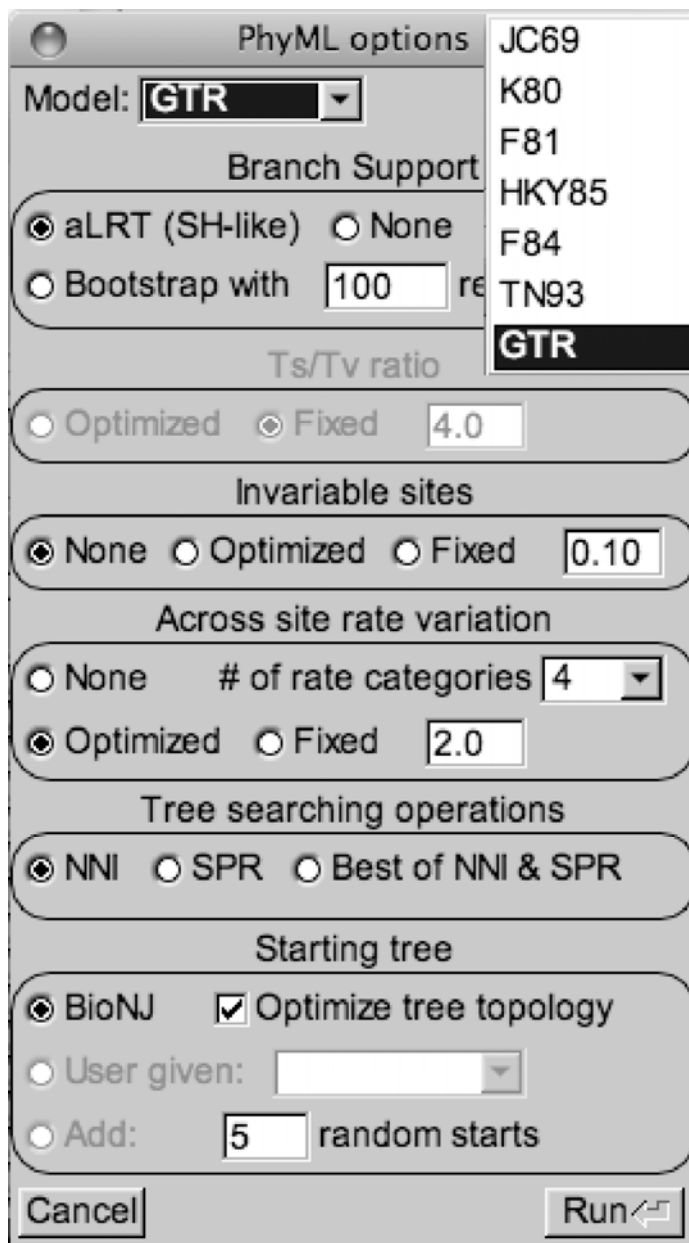 PhyML options
Model: GTR
JC69
K80
F81
HKY85
F84
TN93
GTR
Branch Support
aLRT (SH-like) None
Bootstrap with 100
Ts/Tv ratio
Optimized Fixed 4.0
Invariable sites
None Optimized Fixed 0.10
Across site rate variation
None # of rate categories 4
Optimized Fixed 2.0
Tree searching operations
NNI SPR Best of NNI & SPR
Starting tree
BioNJ Optimize tree topology
User given:
Add: 5 random starts
Cancel Run